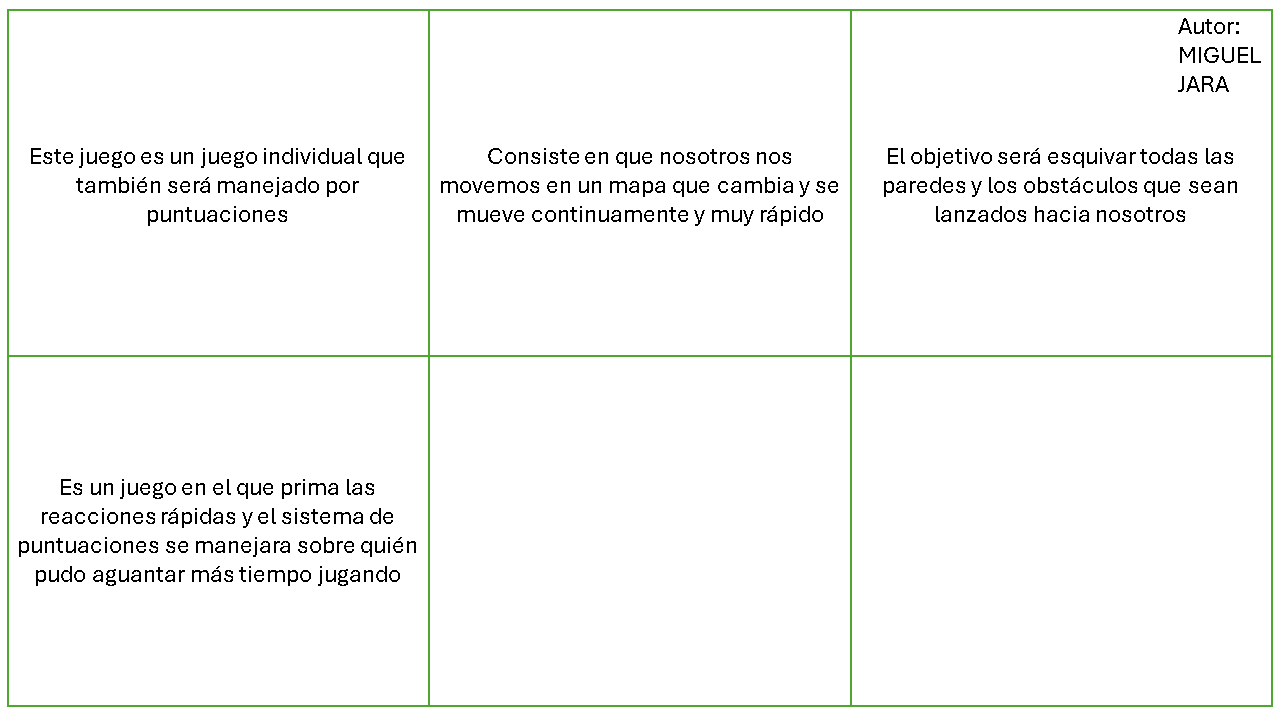 Este juego es un juego individual que
también será manejado por
puntuaciones
Consiste en que nosotros nos
movemos en un mapa que cambia y se
mueve continuamente y muy rápido
Autor:
MIGUEL
JARA
El objetivo será esquivar todas las
paredes y los obstáculos que sean
lanzados hacia nosotros
Es un juego en el que prima las
reacciones rápidas y el sistema de
puntuaciones se manejara sobre quién
pudo aguantar más tiempo jugando